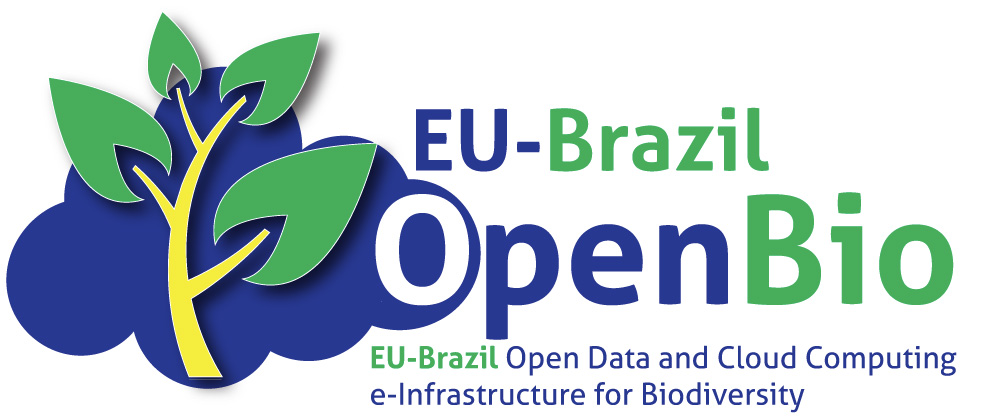 EU-Brazil
OpenBio
EU-Brazil Open Data and Cloud Computing
e-Infrastructure for Biodiversity